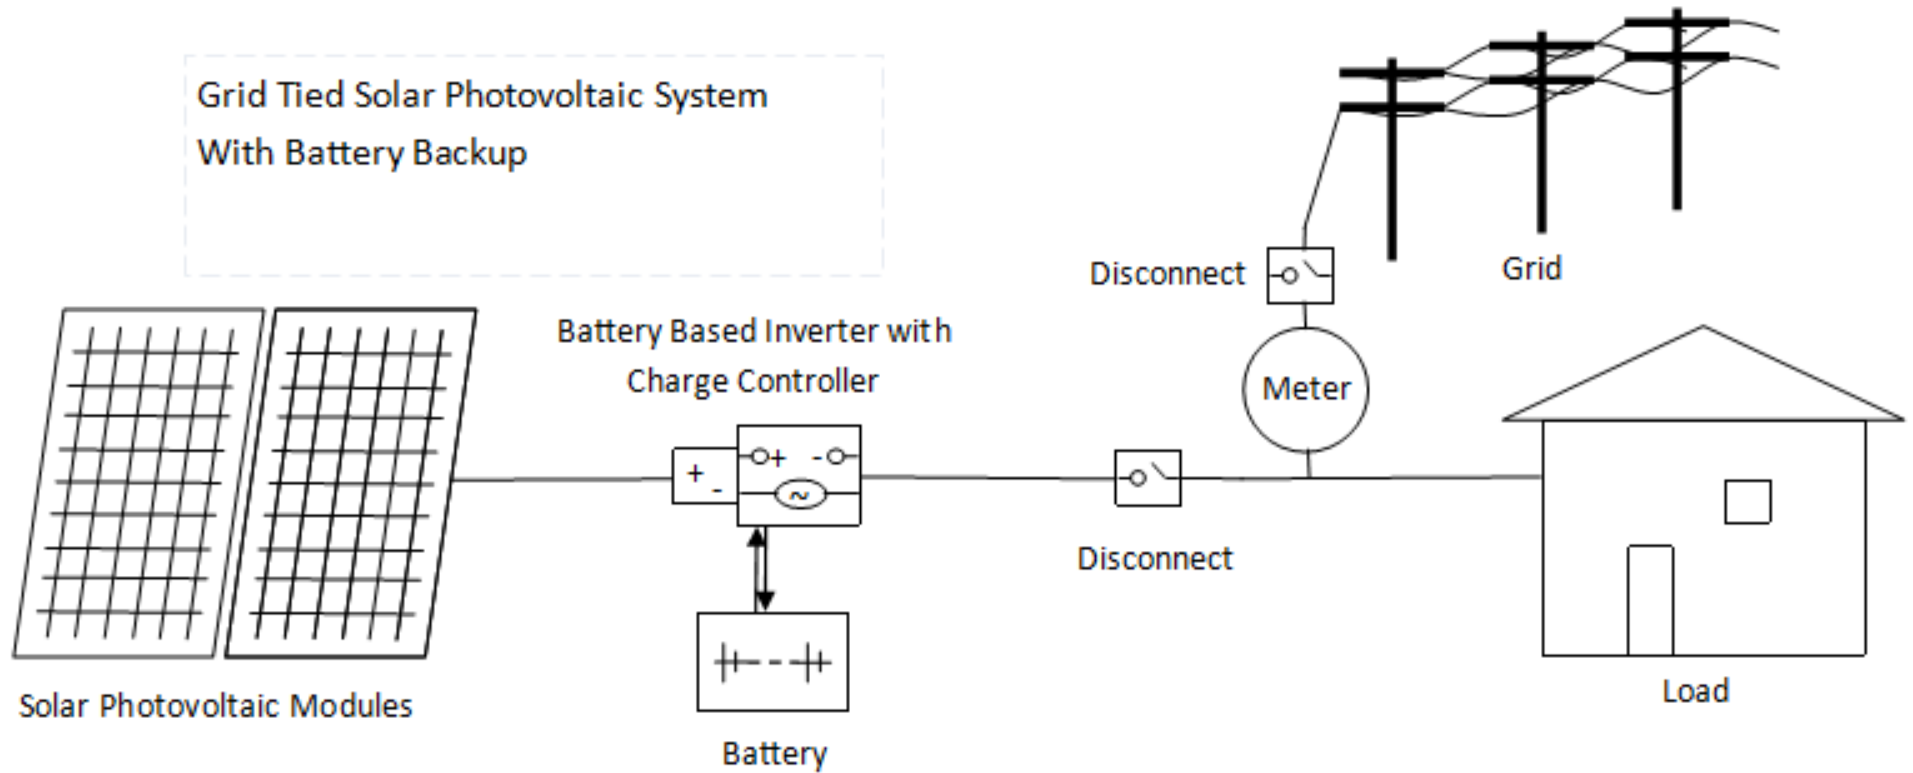 Grid Tied Solar Photovoltaic System
With Battery Backup
Disconnect
Grid
Battery Based Inverter with
Charge Controller
Meter
+
-
+ -
~
Disconnect
Solar Photovoltaic Modules
Battery
Load